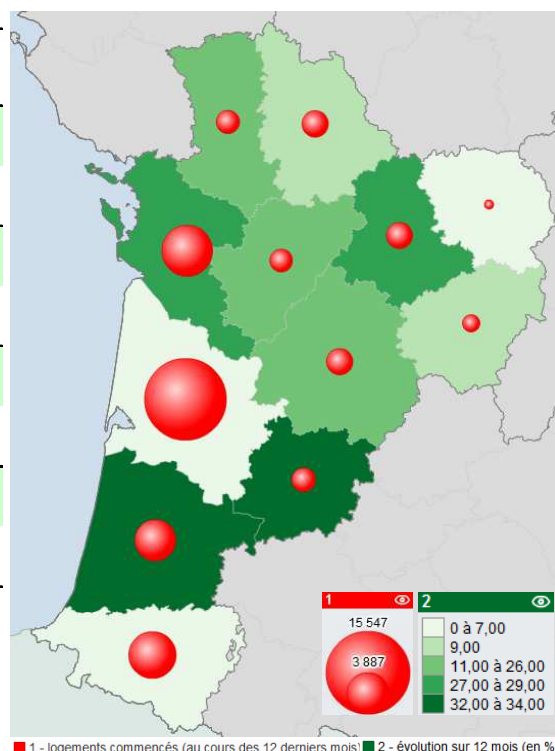 1
15 547
3 887
2
0 à 7,00
9,00
11,00 à 26,00
27,00 à 29,00
32,00 à 34,00
1 - logements commencés (au cours des 12 derniers mois) 2 - évolution sur 12 mois (en %